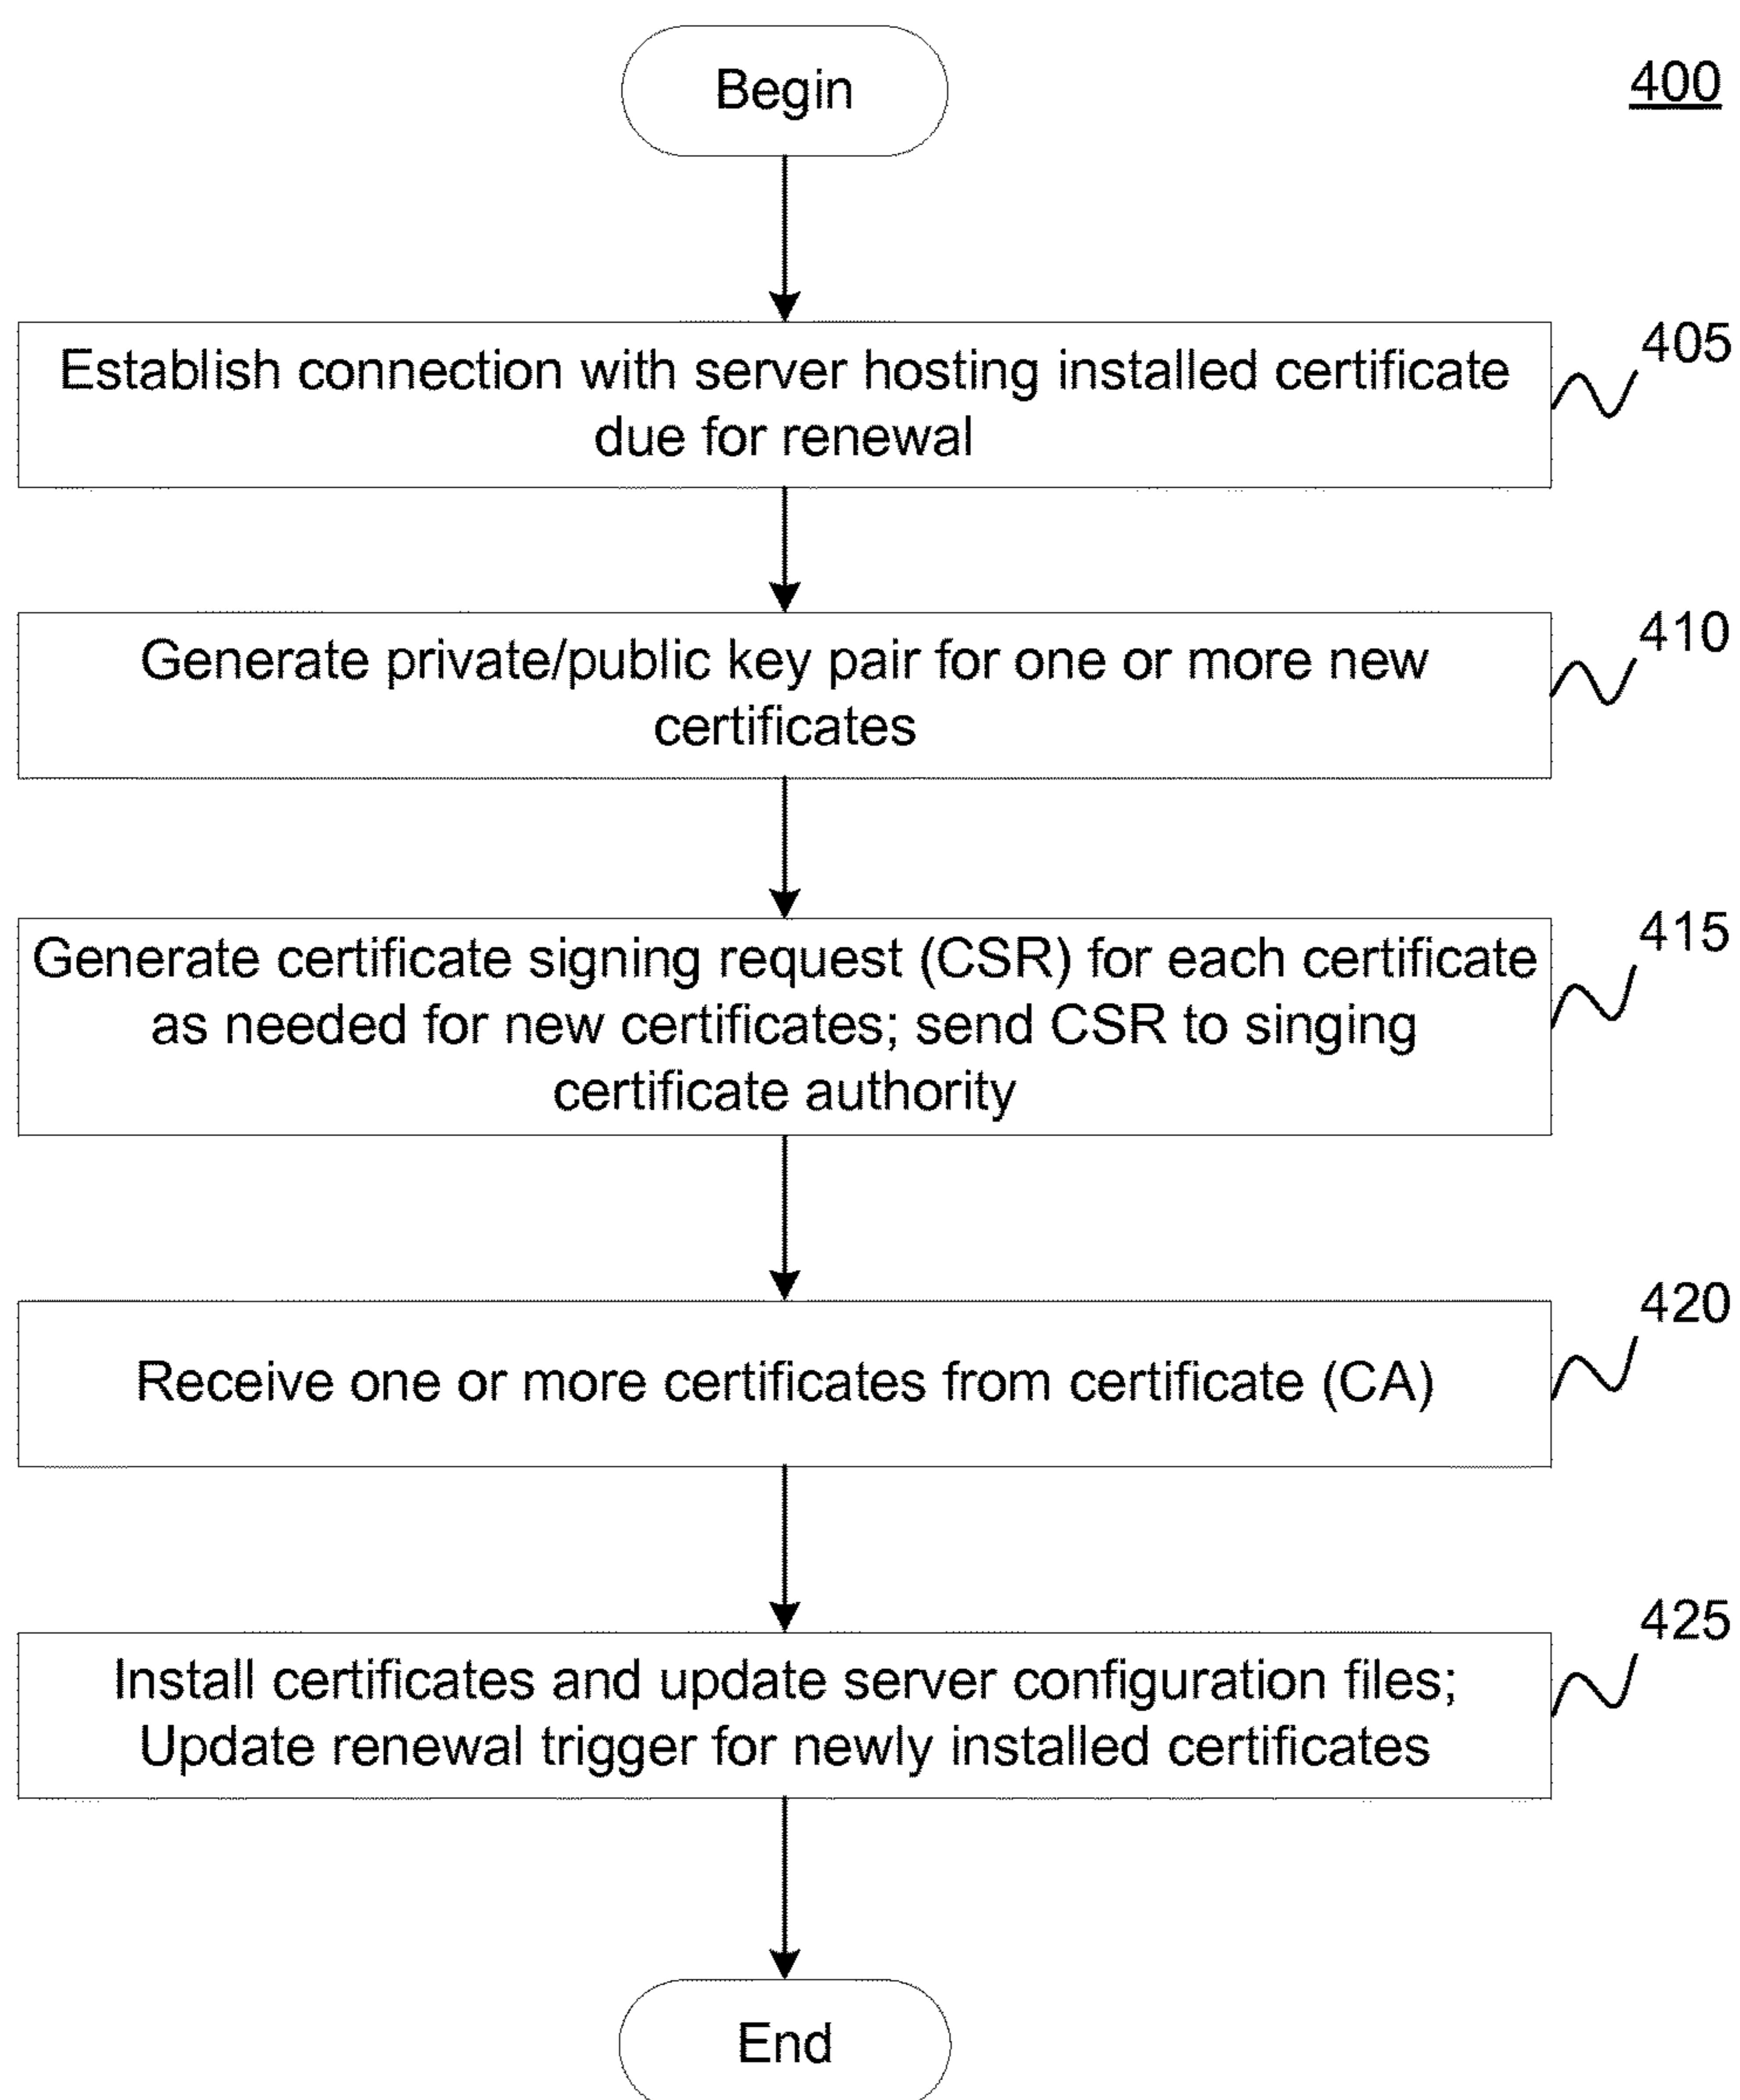 Begin
400
Establish connection with server hosting installed certificate
due for renewal
405
Generate private/public key pair for one or more new
certificates
410
Generate certificate signing request (CSR) for each certificate
as needed for new certificates; send CSR to singing
certificate authority
415
Receive one or more certificates from certificate (CA)
420
Install certificates and update server configuration files;
Update renewal trigger for newly installed certificates
425
End